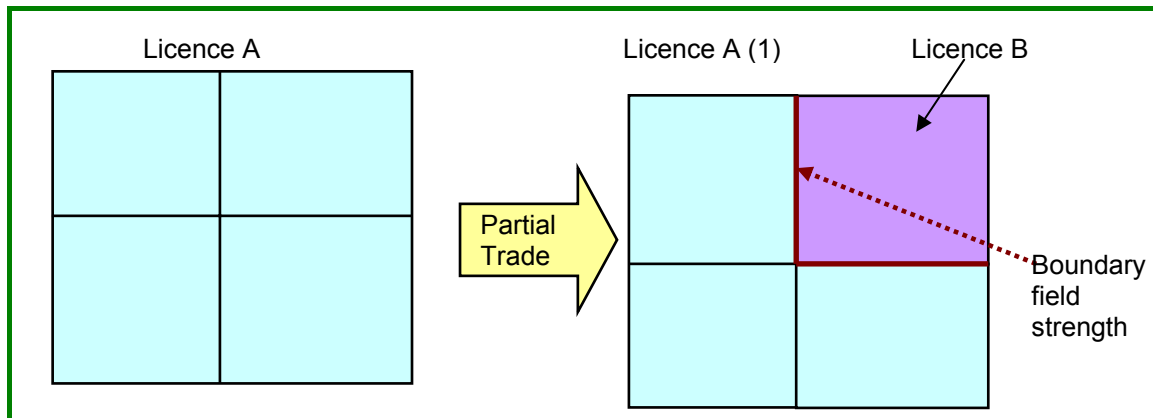 Licence A
Licence A (1)
Licence B
Partial
Trade
Boundary
field
strength